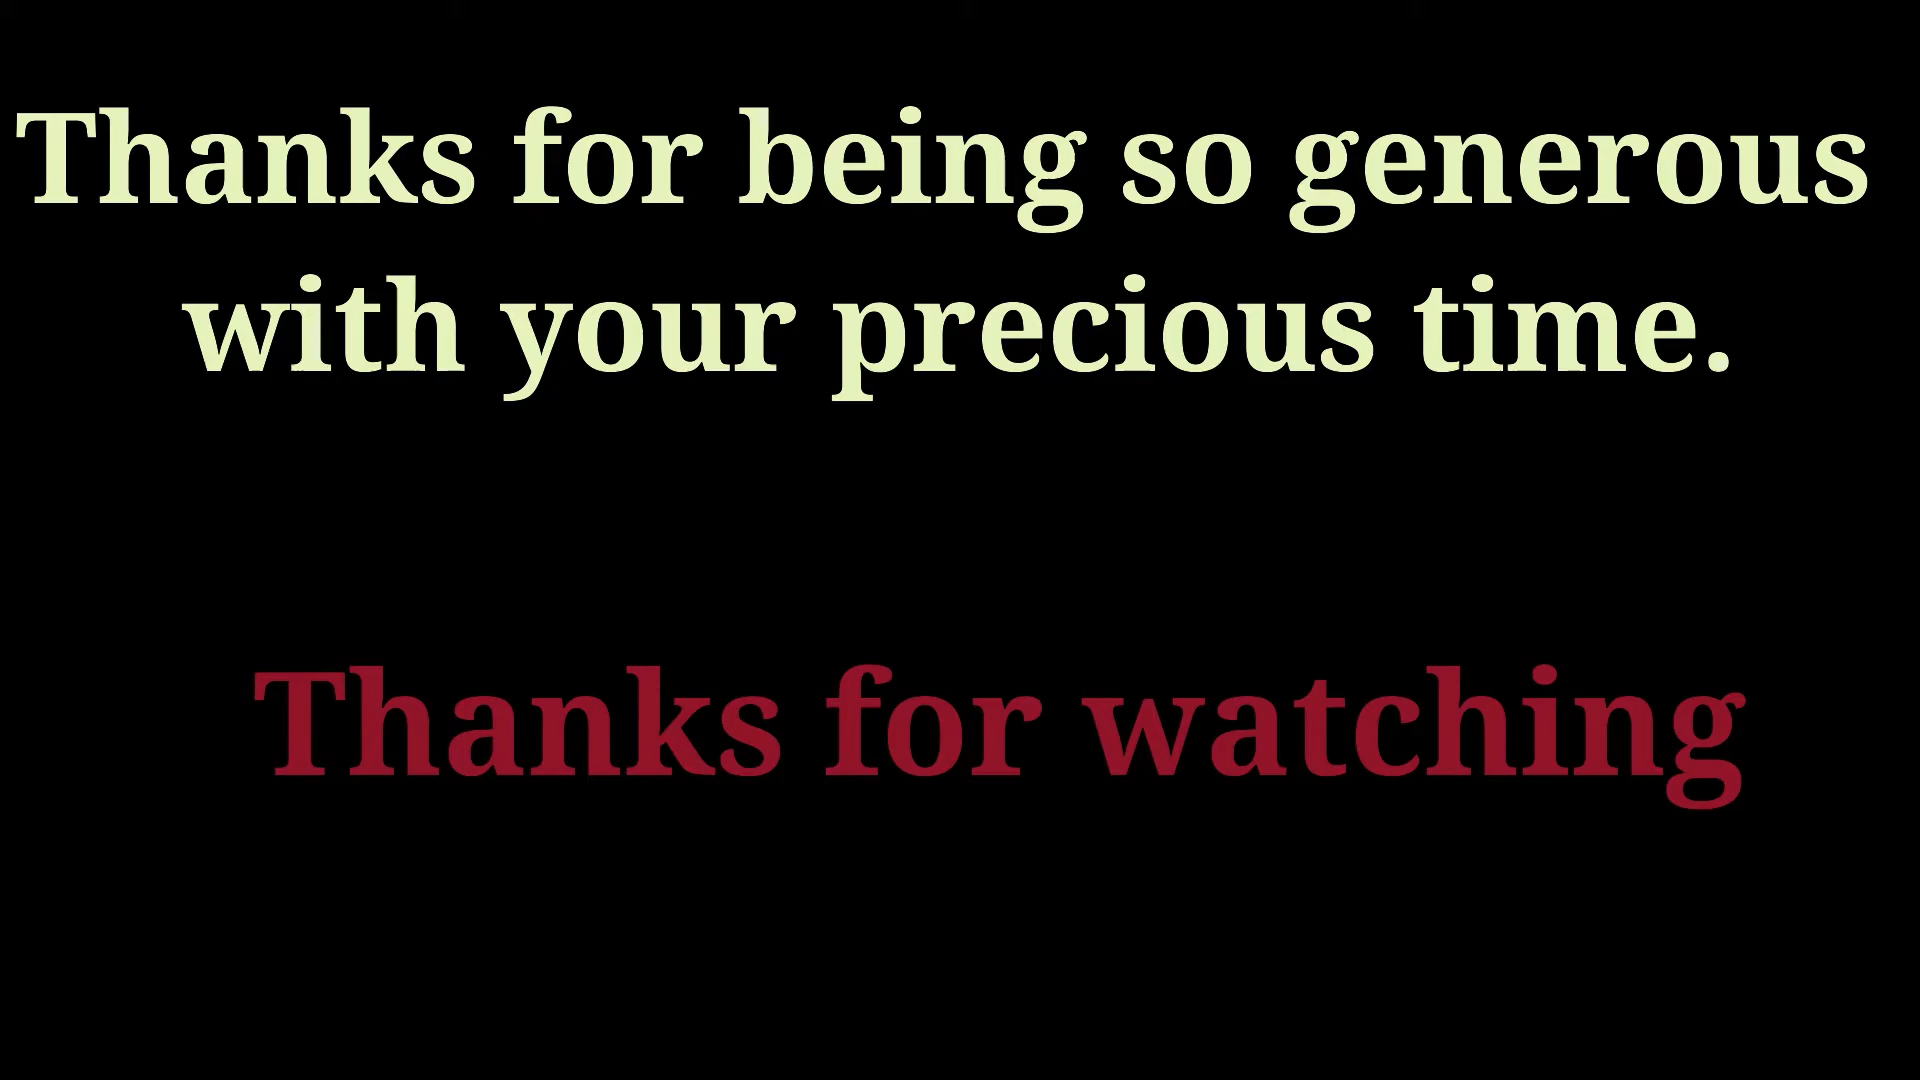 Thanks for being so generous
with your precious time.
Thanks for watching